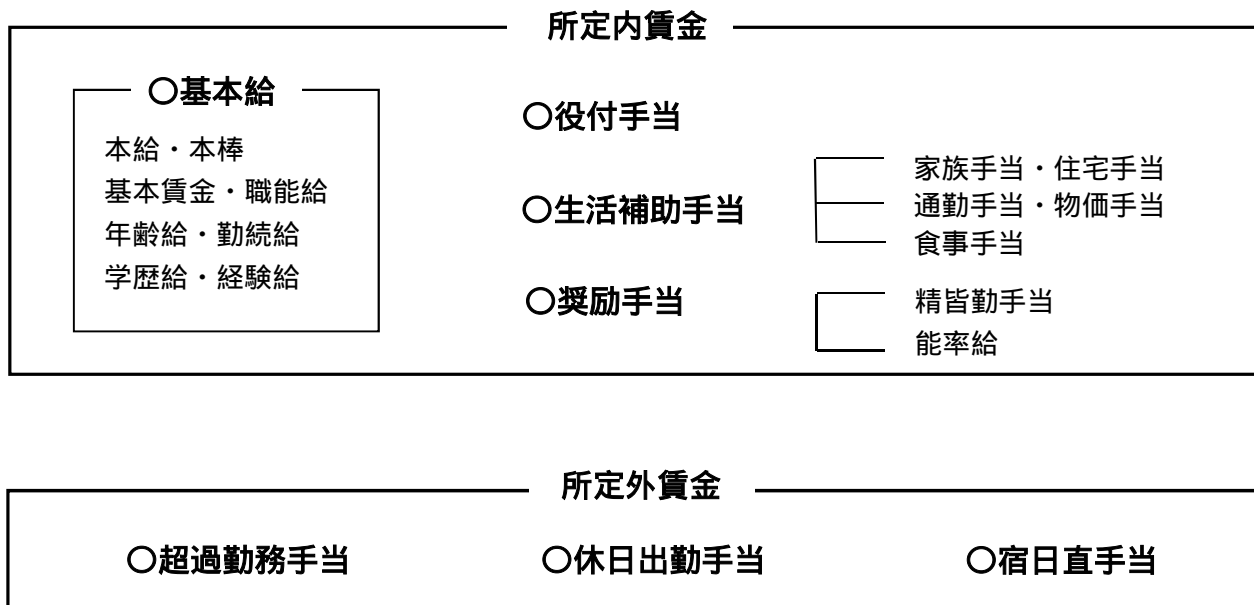 所定内賃金
○基本給
本給・本棒
基本賃金・職能給
年齢給・勤続給
学歴給・経験給
○役付手当
○生活補助手当
家族手当・住宅手当
通勤手当・物価手当
食事手当
○奨励手当
精皆勤手当
能率給
所定外賃金
○超過勤務手当
○休日出勤手当
○宿日直手当